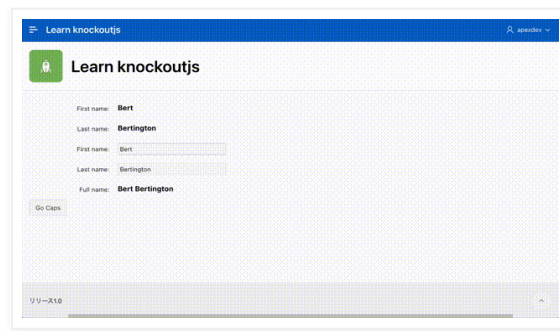 Learn knockoutjs
apexdev
Learn knockoutjs
First name: Bert
Last name: Bertington
First name: Bert
Last name: Bertington
Full name: Bert Bertington
Go Caps
リリース1.0